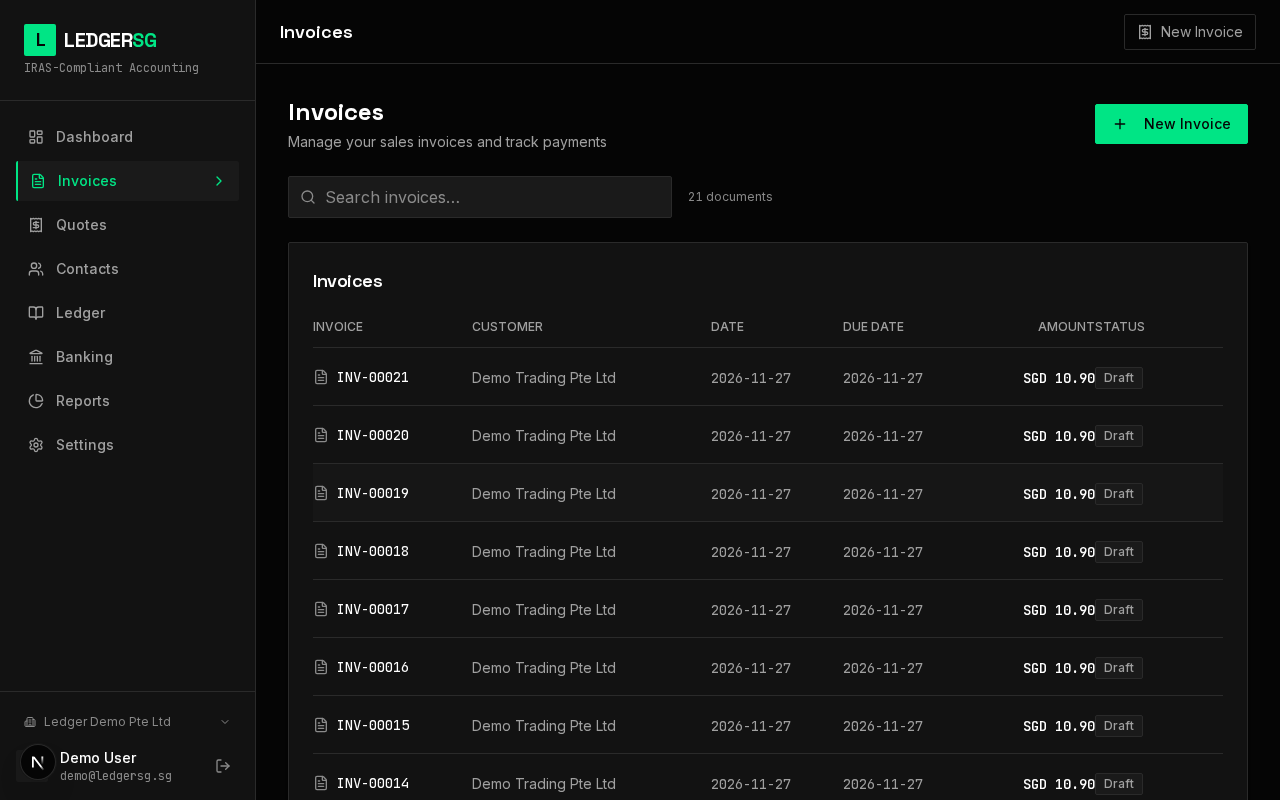 L LEDGERSG
IRAS-Compliant Accounting
Dashboard
Invoices
Quotes
Contacts
Ledger
Banking
Reports
Settings
Ledger Demo Pte Ltd
N
Demo User
demo@ledgersg.sg
Invoices
New Invoice
Invoices
Manage your sales invoices and track payments
New Invoice
Search invoices...
21 documents
Invoices
INVOICE CUSTOMER DATE DUE DATE AMOUNT STATUS
INV-00021 Demo Trading Pte Ltd 2026-11-27 2026-11-27 SGD 10.90 Draft
INV-00020 Demo Trading Pte Ltd 2026-11-27 2026-11-27 SGD 10.90 Draft
INV-00019 Demo Trading Pte Ltd 2026-11-27 2026-11-27 SGD 10.90 Draft
INV-00018 Demo Trading Pte Ltd 2026-11-27 2026-11-27 SGD 10.90 Draft
INV-00017 Demo Trading Pte Ltd 2026-11-27 2026-11-27 SGD 10.90 Draft
INV-00016 Demo Trading Pte Ltd 2026-11-27 2026-11-27 SGD 10.90 Draft
INV-00015 Demo Trading Pte Ltd 2026-11-27 2026-11-27 SGD 10.90 Draft
INV-00014 Demo Trading Pte Ltd 2026-11-27 2026-11-27 SGD 10.90 Draft